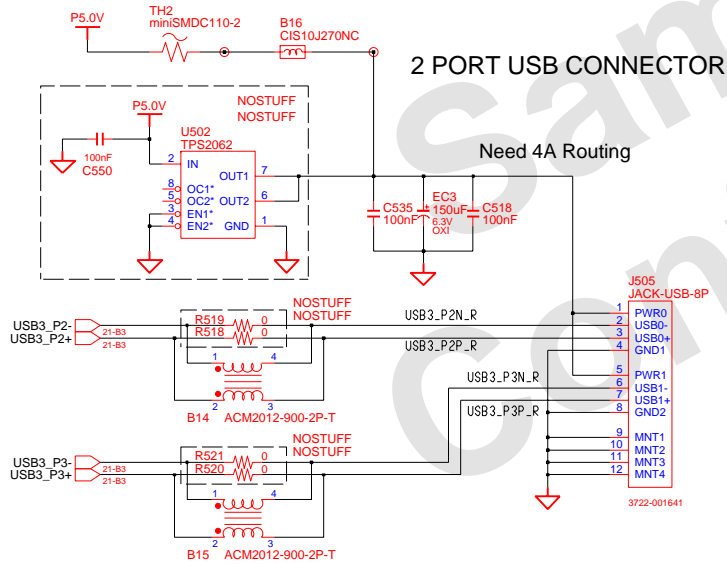 P5.0V
TH2
miniSMDC110-2
B16
CIS10J270NC
2 PORT USB CONNECTOR
NOSTUFF
NOSTUFF
P5.0V
U502
TPS2062
100nF
C550
2 IN
OUT1 7
8 OC1*
5 OC2*
OUT2 6
3 EN1*
4 EN2*
GND 1
Need 4A Routing
C535
100nF
EC3
150uF
6.3V
OXI
C518
100nF
J505
JACK-USB-8P
1 PWR0
2 USB0-
3 USB0+
4 GND1
5 PWR1
6 USB1-
7 USB1+
8 GND2
9 MNT1
10 MNT2
11 MNT3
12 MNT4
3722-001641
NOSTUFF
NOSTUFF
USB3_P2- 21-B3
USB3_P2+ 21-B3
R519 0
R518 0
USB3_P2N_R
USB3_P2P_R
1 4
2 3
B14 ACM2012-900-2P-T
USB3_P3N_R
USB3_P3P_R
NOSTUFF
NOSTUFF
USB3_P3- 21-B3
USB3_P3+ 21-B3
R521 0
R520 0
1 4
2 3
B15 ACM2012-900-2P-T
Sam
Con